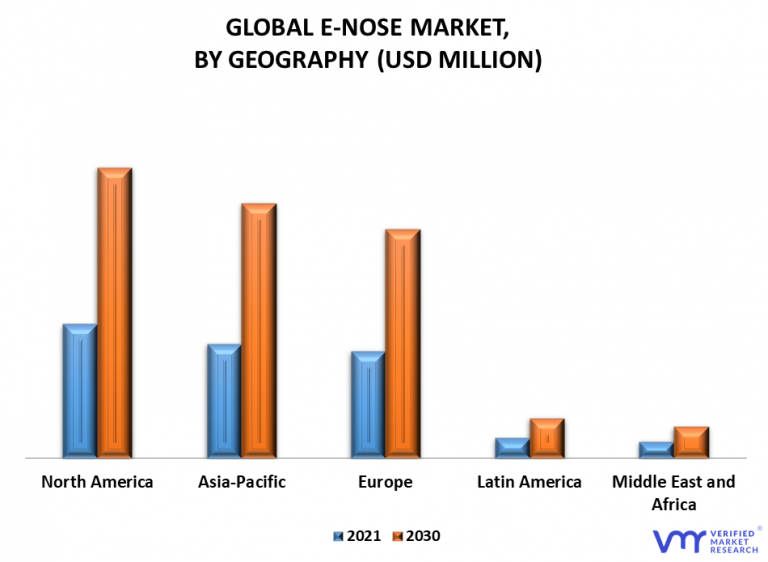 GLOBAL E-NOSE MARKET,
BY GEOGRAPHY (USD MILLION)
North America
Asia-Pacific
Europe
Latin America
Middle East and
Africa
2021
2030
vmr
VERIFIED
MARKET
RESEARCH
®